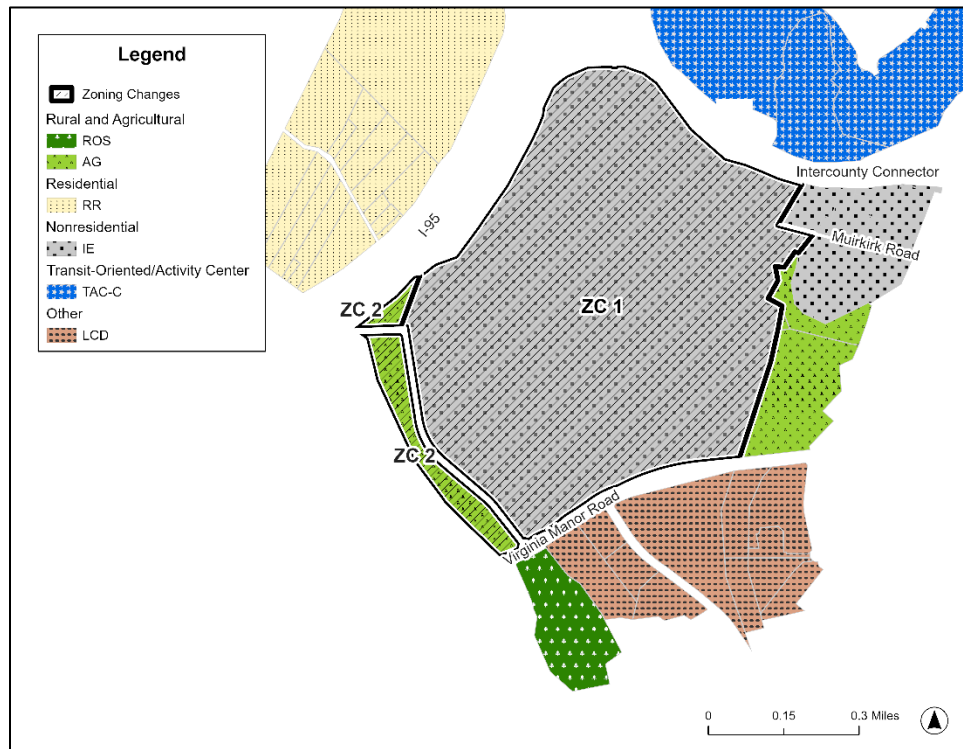 Legend
Zoning Changes
Rural and Agricultural
ROS
AG
Residential
RR
Nonresidential
IE
Transit-Oriented/Activity Center
TAC-C
Other
LCD
Intercounty Connector
I-95
Muirkirk Road
ZC 2
ZC 1
ZC 2
Virginia Manor Road
0 0.15 0.3 Miles